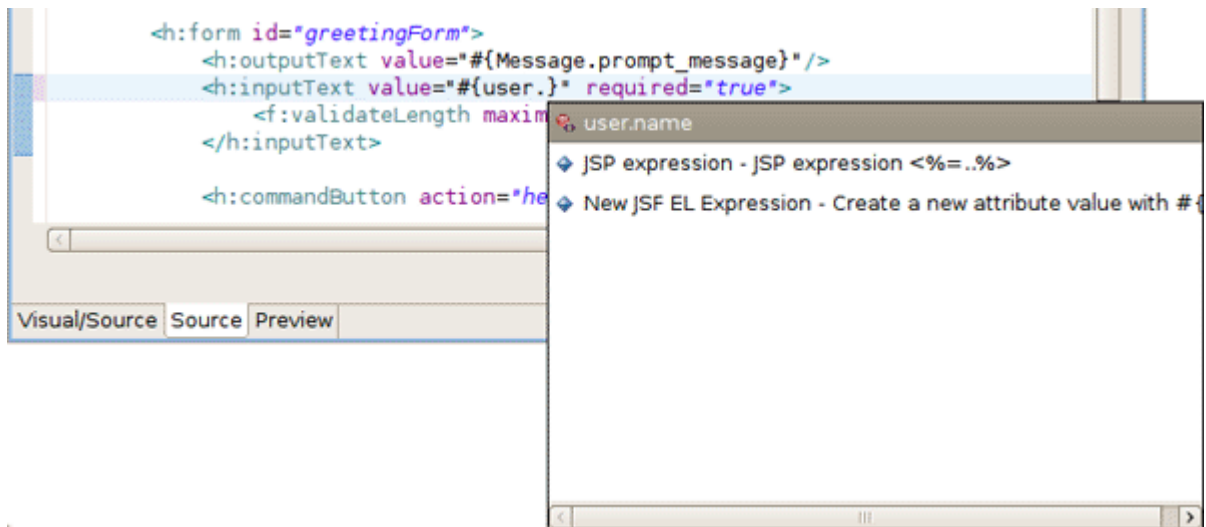 <h:form id="greetingForm">
<h:outputText value="#{Message.prompt_message}"/>
<h:inputText value="#{user.}" required="true">
<f:validateLength maxim
</h:inputText>
<h:commandButton action="he
user.name
JSP expression - JSP expression <%=..%>
New JSF EL Expression - Create a new attribute value with #{
Visual/Source Source Preview